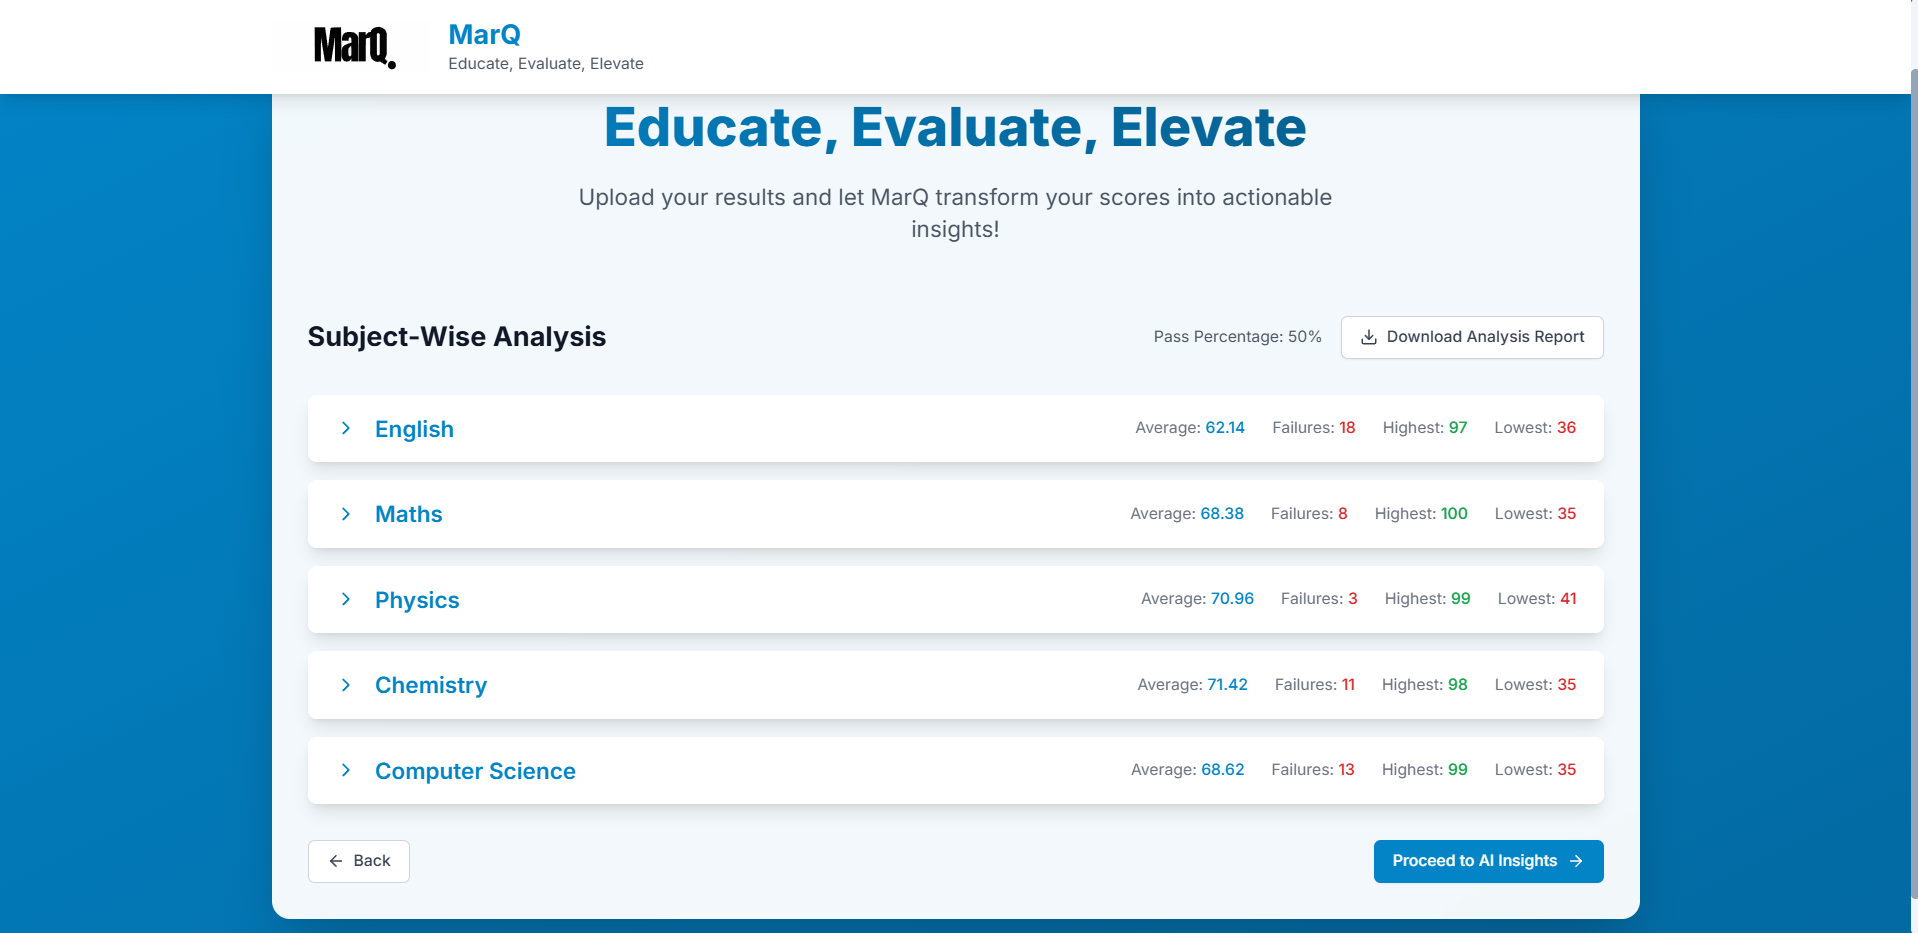 MarQ.
MarQ
Educate, Evaluate, Elevate
Educate, Evaluate, Elevate
Upload your results and let MarQ transform your scores into actionable
insights!
Subject-Wise Analysis
Pass Percentage: 50%
Download Analysis Report
English
Average: 62.14 Failures: 18 Highest: 97 Lowest: 36
Maths
Average: 68.38 Failures: 8 Highest: 100 Lowest: 35
Physics
Average: 70.96 Failures: 3 Highest: 99 Lowest: 41
Chemistry
Average: 71.42 Failures: 11 Highest: 98 Lowest: 35
Computer Science
Average: 68.62 Failures: 13 Highest: 99 Lowest: 35
Back
Proceed to AI Insights